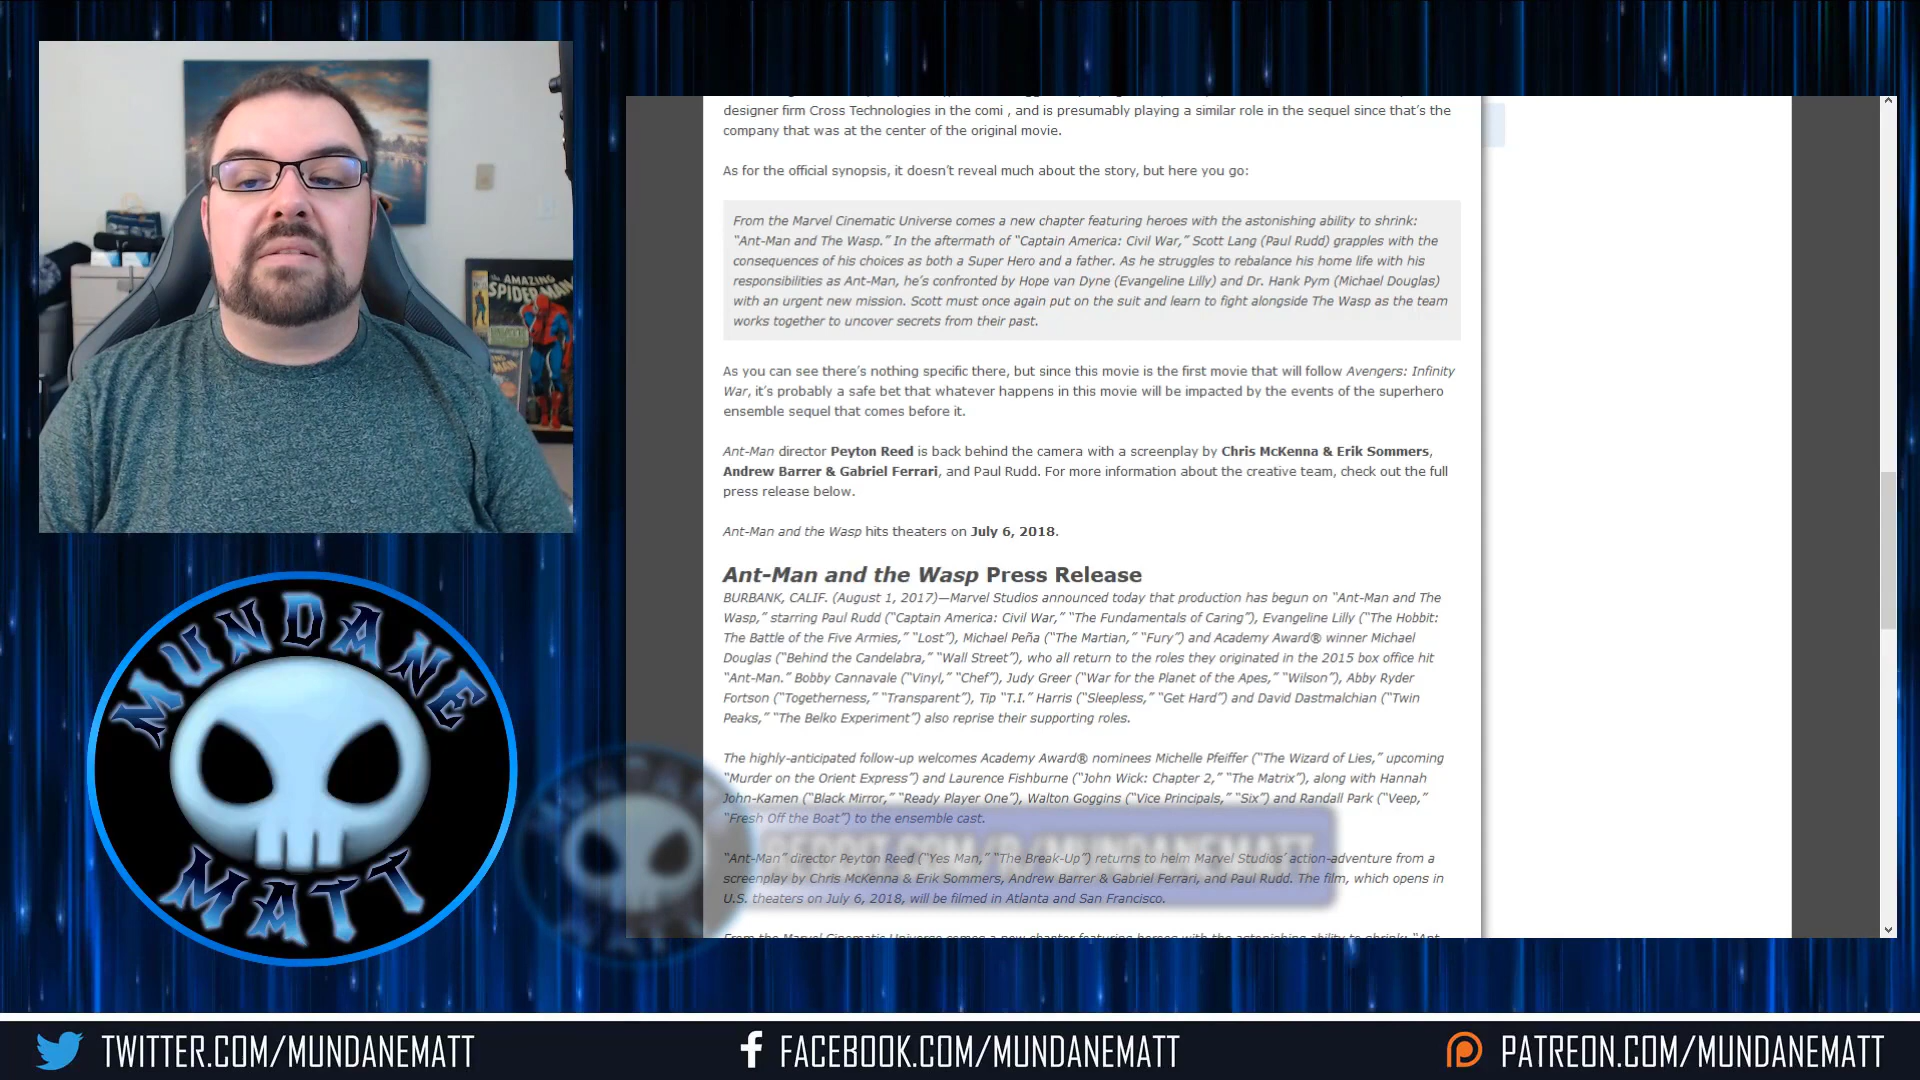 designer firm Cross Technologies in the comi , and is presumably playing a similar role in the sequel since that’s the
company that was at the center of the original movie.
As for the official synopsis, it doesn’t reveal much about the story, but here you go:
From the Marvel Cinematic Universe comes a new chapter featuring heroes with the astonishing ability to shrink:
“Ant-Man and The Wasp.” In the aftermath of “Captain America: Civil War,” Scott Lang (Paul Rudd) grapples with the
consequences of his choices as both a Super Hero and a father. As he struggles to rebalance his home life with his
responsibilities as Ant-Man, he’s confronted by Hope van Dyne (Evangeline Lilly) and Dr. Hank Pym (Michael Douglas)
with an urgent new mission. Scott must once again put on the suit and learn to fight alongside The Wasp as the team
works together to uncover secrets from their past.
As you can see there’s nothing specific there, but since this movie is the first movie that will follow Avengers: Infinity
War, it’s probably a safe bet that whatever happens in this movie will be impacted by the events of the superhero
ensemble sequel that comes before it.
Ant-Man director Peyton Reed is back behind the camera with a screenplay by Chris McKenna & Erik Sommers,
Andrew Barrer & Gabriel Ferrari, and Paul Rudd. For more information about the creative team, check out the full
press release below.
Ant-Man and the Wasp hits theaters on July 6, 2018.
Ant-Man and the Wasp Press Release
BURBANK, CALIF. (August 1, 2017)—Marvel Studios announced today that production has begun on “Ant-Man and The
Wasp,” starring Paul Rudd (“Captain America: Civil War,” “The Fundamentals of Caring”), Evangeline Lilly (“The Hobbit:
The Battle of the Five Armies,” “Lost”), Michael Peña (“The Martian,” “Fury”) and Academy Award® winner Michael
Douglas (“Behind the Candelabra,” “Wall Street”), who all return to the roles they originated in the 2015 box office hit
“Ant-Man.” Bobby Cannavale (“Vinyl,” “Chef”), Judy Greer (“War for the Planet of the Apes,” “Wilson”), Abby Ryder
Fortson (“Togetherness,” “Transparent”), Tip “T.I.” Harris (“Sleepless,” “Get Hard”) and David Dastmalchian (“Twin
Peaks,” “The Belko Experiment”) also reprise their supporting roles.
The highly-anticipated follow-up welcomes Academy Award® nominees Michelle Pfeiffer (“The Wizard of Lies,” upcoming
“Murder on the Orient Express”) and Laurence Fishburne (“John Wick: Chapter 2,” “The Matrix”), along with Hannah
John-Kamen (“Black Mirror,” “Ready Player One”), Walton Goggins (“Vice Principals,” “Six”) and Randall Park (“Veep,”
“Fresh Off the Boat”) to the ensemble cast.
“Ant-Man” director Peyton Reed (“Yes Man,” “The Break-Up”) returns to helm Marvel Studios’ action-adventure from a
screenplay by Chris McKenna & Erik Sommers, Andrew Barrer & Gabriel Ferrari, and Paul Rudd. The film, which opens in
U.S. theaters on July 6, 2018, will be filmed in Atlanta and San Francisco.
From the Marvel Cinematic Universe comes a new chapter featuring heroes with the astonishing ability to shrink: “Ant-
THE AMAZING
SPIDER-MAN
MUNDANE
MATT
TWITTER.COM/MUNDANEMATT
FACEBOOK.COM/MUNDANEMATT
PATREON.COM/MUNDANEMATT